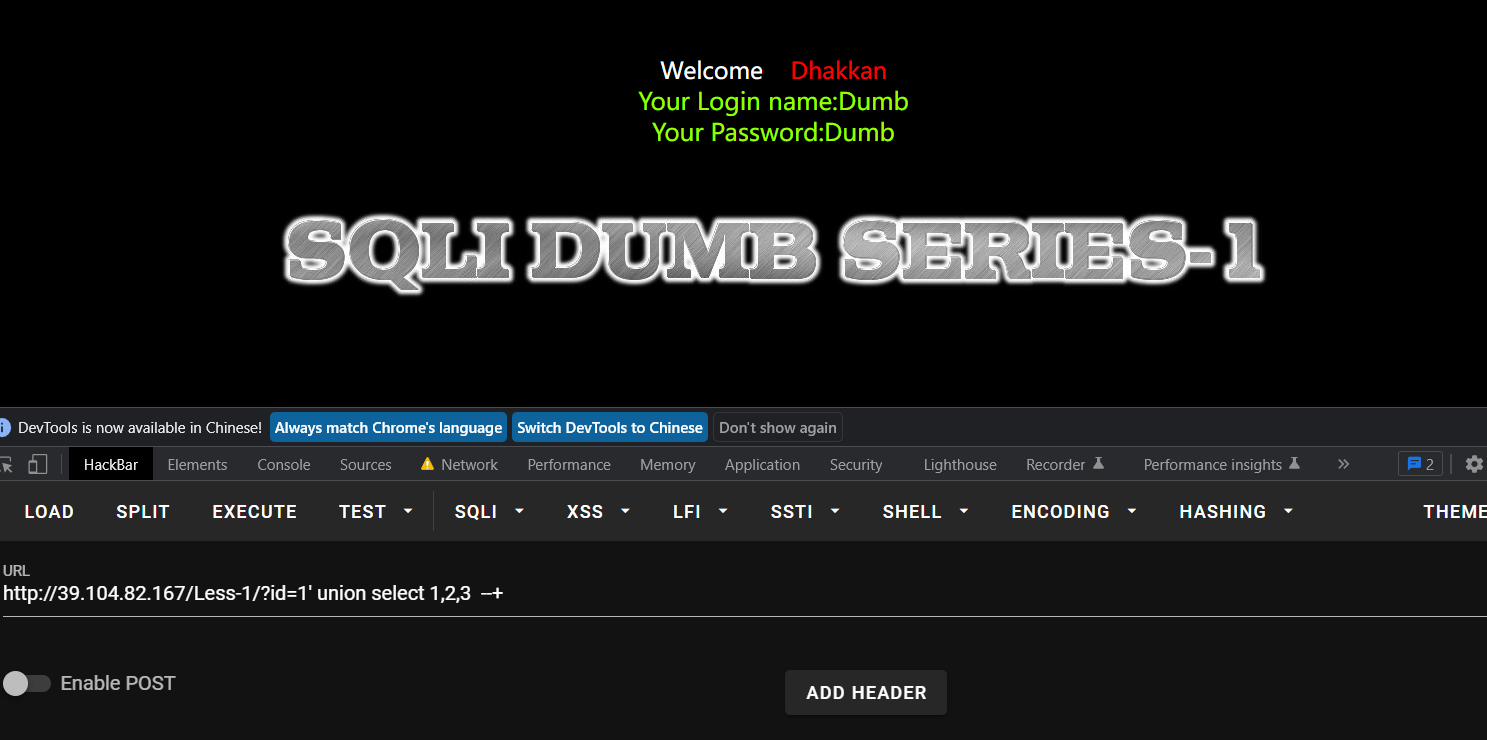 Welcome Dhakkan
Your Login name:Dumb
Your Password:Dumb
SQLI DUMB SERIES-1
DevTools is now available in Chinese! Always match Chrome's language Switch DevTools to Chinese Don't show again
HackBar Elements Console Sources Network Performance Memory Application Security Lighthouse Recorder Performance insights » 2
LOAD SPLIT EXECUTE TEST SQLI XSS LFI SSTI SHELL ENCODING HASHING THEME
URL
http://39.104.82.167/Less-1/?id=1' union select 1,2,3 --+
Enable POST
ADD HEADER